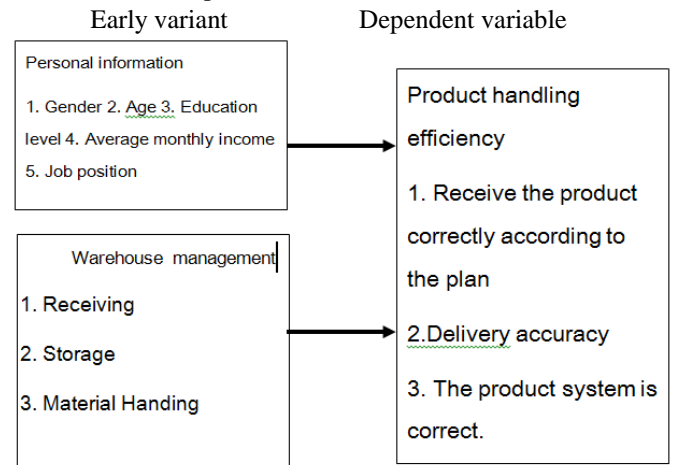 Early variant
Dependent variable
Personal information
1. Gender 2. Age 3. Education
level 4. Average monthly income
5. Job position
Warehouse management
1. Receiving
2. Storage
3. Material Handing
Product handling
efficiency
1. Receive the product
correctly according to
the plan
2.Delivery accuracy
3. The product system is
correct.